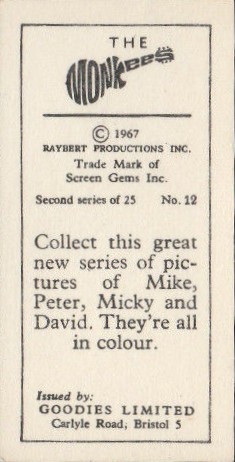 THE
MONKEES
© 1967
RAYBERT PRODUCTIONS INC.
Trade Mark of
Screen Gems Inc.
Second series of 25 No. 12
Collect this great
new series of pic-
tures of Mike,
Peter, Micky and
David. They're all
in colour.
Issued by:
GOODIES LIMITED
Carlyle Road, Bristol 5